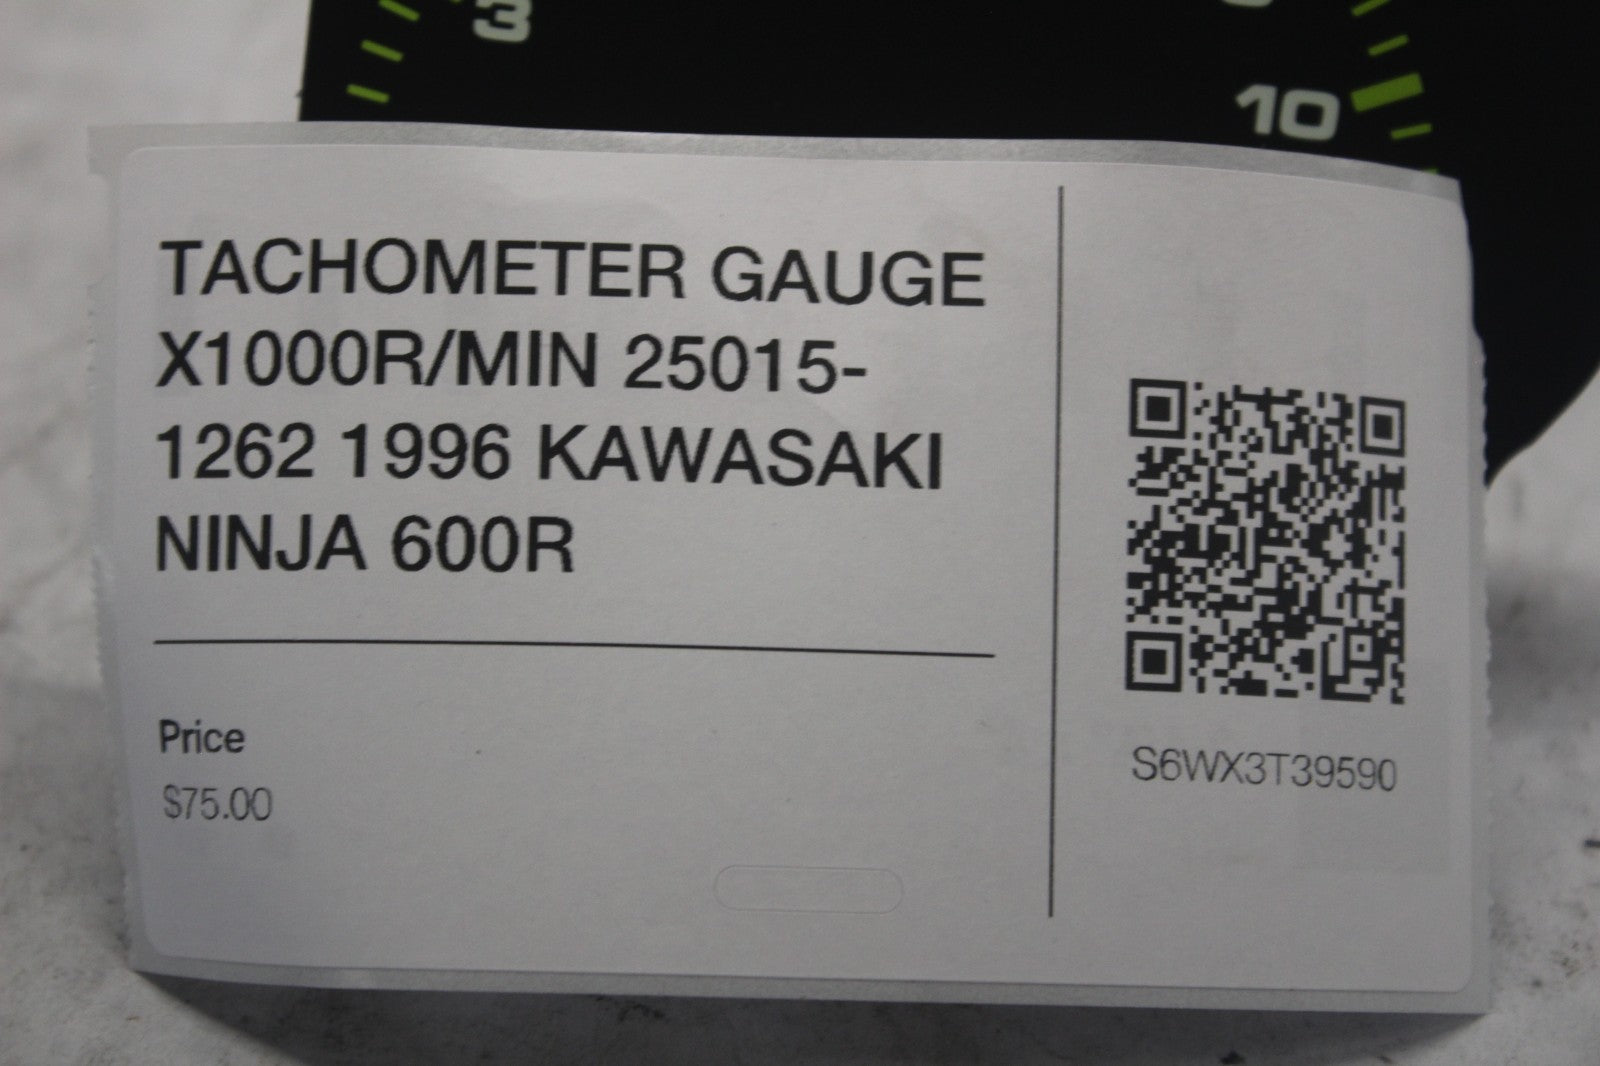 3
10
TACHOMETER GAUGE
X1000R/MIN 25015-
1262 1996 KAWASAKI
NINJA 600R
Price
$75.00
S6WX3T39590